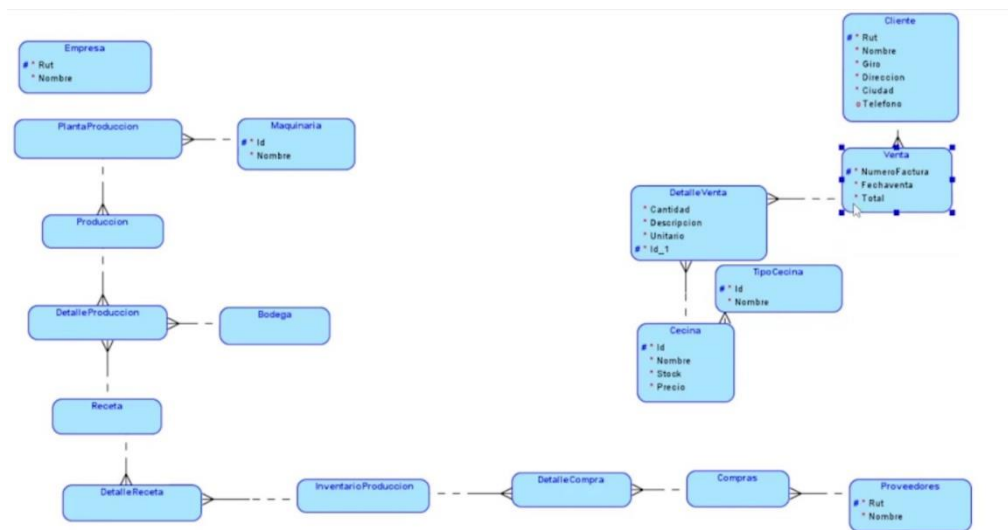 Empresa
# * Rut
* Nombre
PlantaProduccion
Maquinaria
# * Id
* Nombre
Produccion
DetalleProduccion
Bodega
Receta
DetalleReceta
InventarioProduccion
DetalleCompra
Compras
Proveedores
# * Rut
* Nombre
Cliente
# * Rut
* Nombre
* Giro
* Direccion
* Ciudad
o Telefono
Venta
# * NumeroFactura
* Fechaventa
* Total
DetalleVenta
* Cantidad
* Descripcion
* Unitario
# * Id_1
TipoCecina
# * Id
* Nombre
Cecina
# * Id
* Nombre
* Stock
* Precio